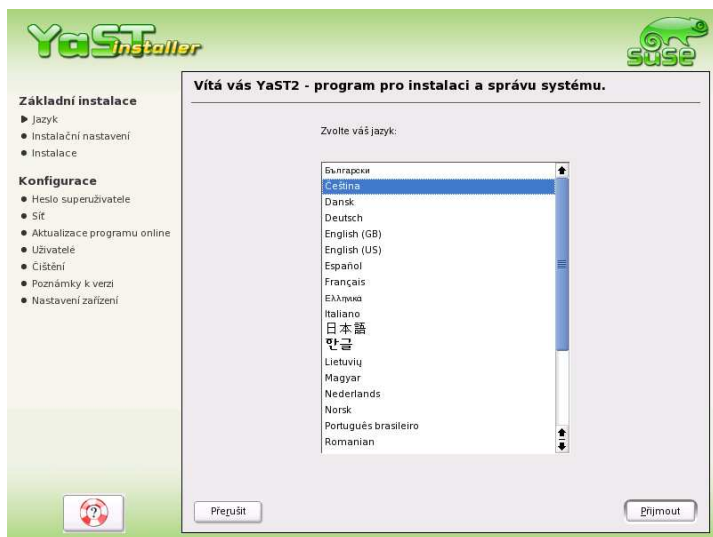 YaST
installer
SUSE
Základní instalace
Jazyk
Instalační nastavení
Instalace
Konfigurace
Heslo superuživatele
Síť
Aktualizace programu online
Uživatelé
Čištění
Poznámky k verzi
Nastavení zařízení
Vítá vás YaST2 - program pro instalaci a správu systému.
Zvolte váš jazyk:
Български
Čeština
Dansk
Deutsch
English (GB)
English (US)
Español
Français
Ελληνικά
Italiano
日本語
한글
Lietuvių
Magyar
Nederlands
Norsk
Português brasileiro
Romanian
Přerušit
Přijmout